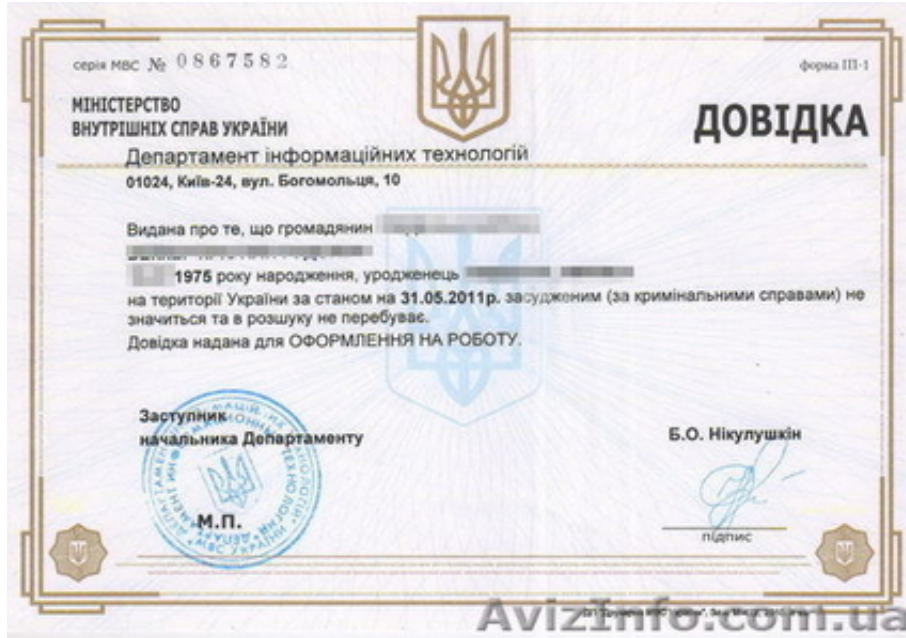 серія МВС № 0867582
форма ІП-1
МІНІСТЕРСТВО
ВНУТРІШНІХ СПРАВ УКРАЇНИ
ДОВІДКА
Департамент інформаційних технологій
01024, Київ-24, вул. Богомольця, 10
Видана про те, що громадянин
1975 року народження, уродженець
на території України за станом на 31.05.2011р. засудженим (за кримінальними справами) не
значиться та в розшуку не перебуває.
Довідка надана для ОФОРМЛЕННЯ НА РОБОТУ.
Заступник
начальника Департаменту
Б.О. Нікулушкін
М.П.
МВС УКРАЇНИ
підпис
AvizInfo.com.ua